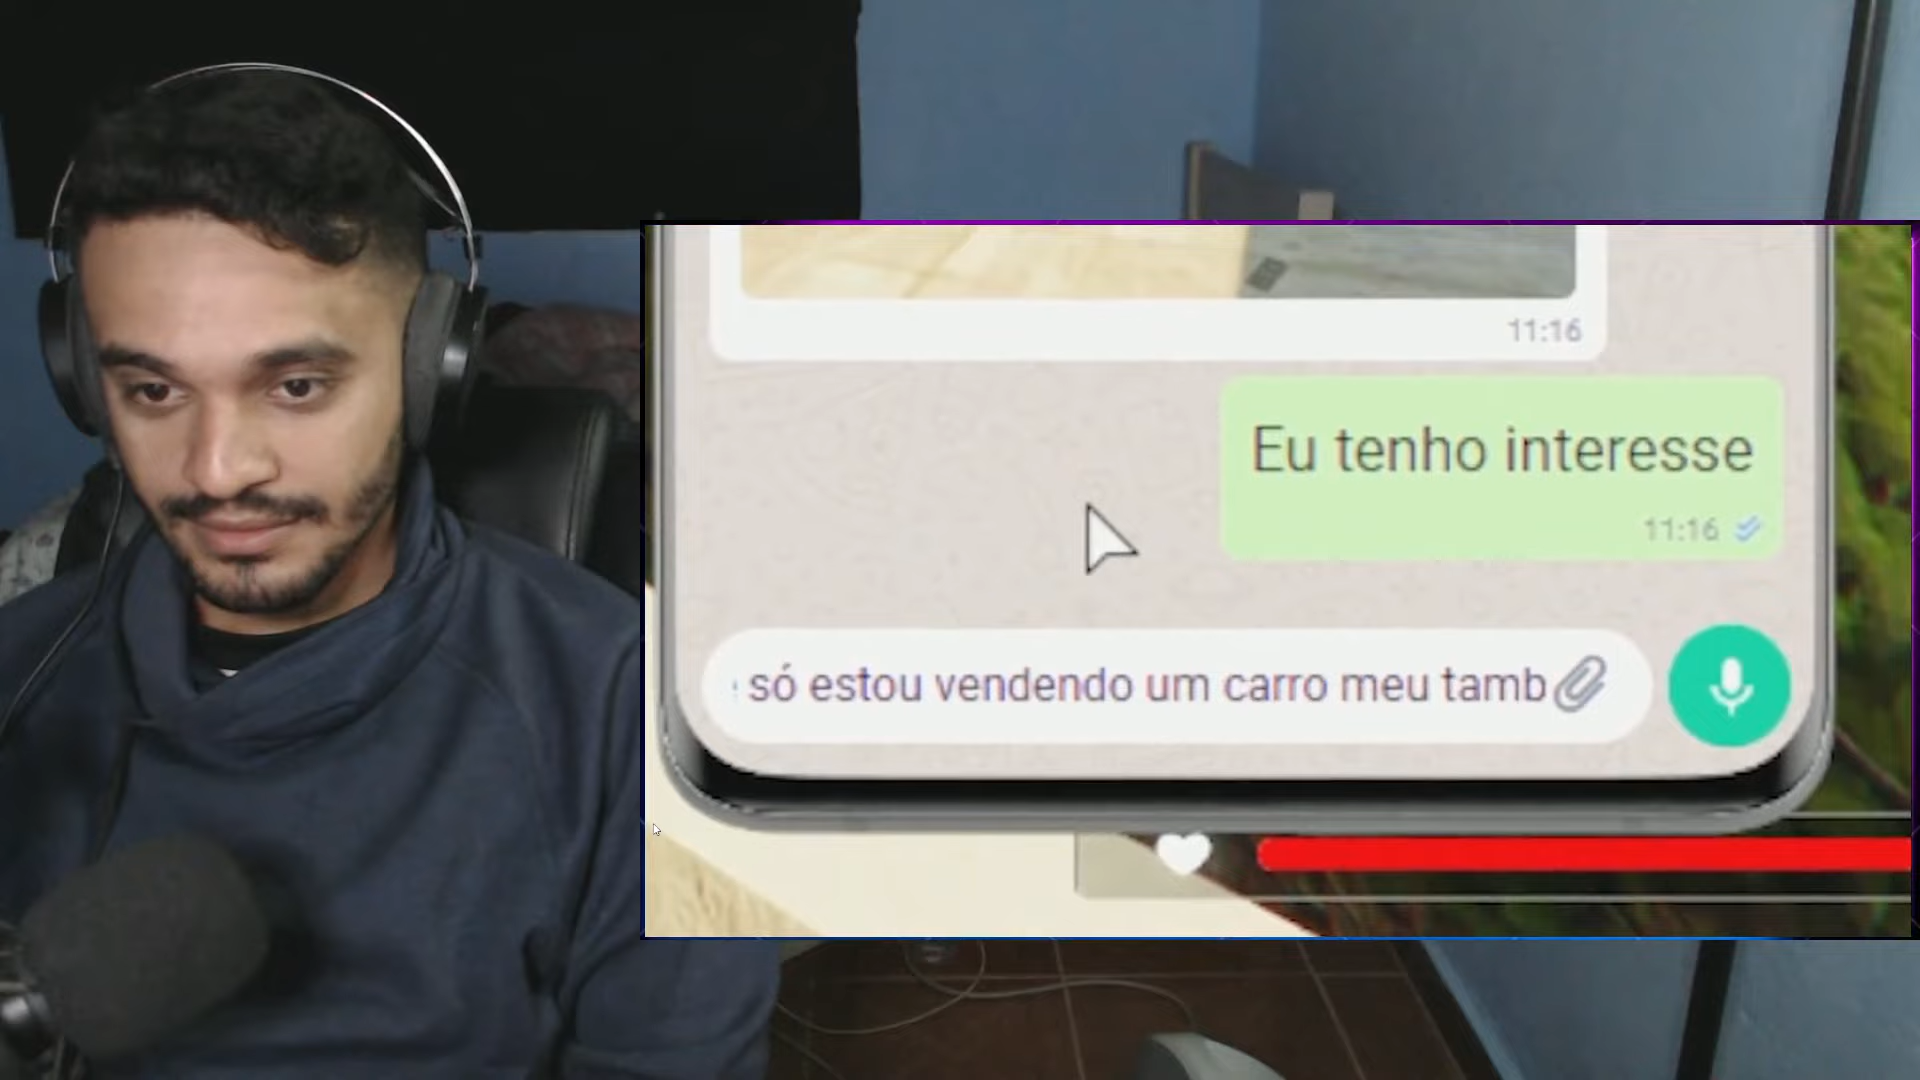 11:16
Eu tenho interesse
11:16
só estou vendendo um carro meu tamb